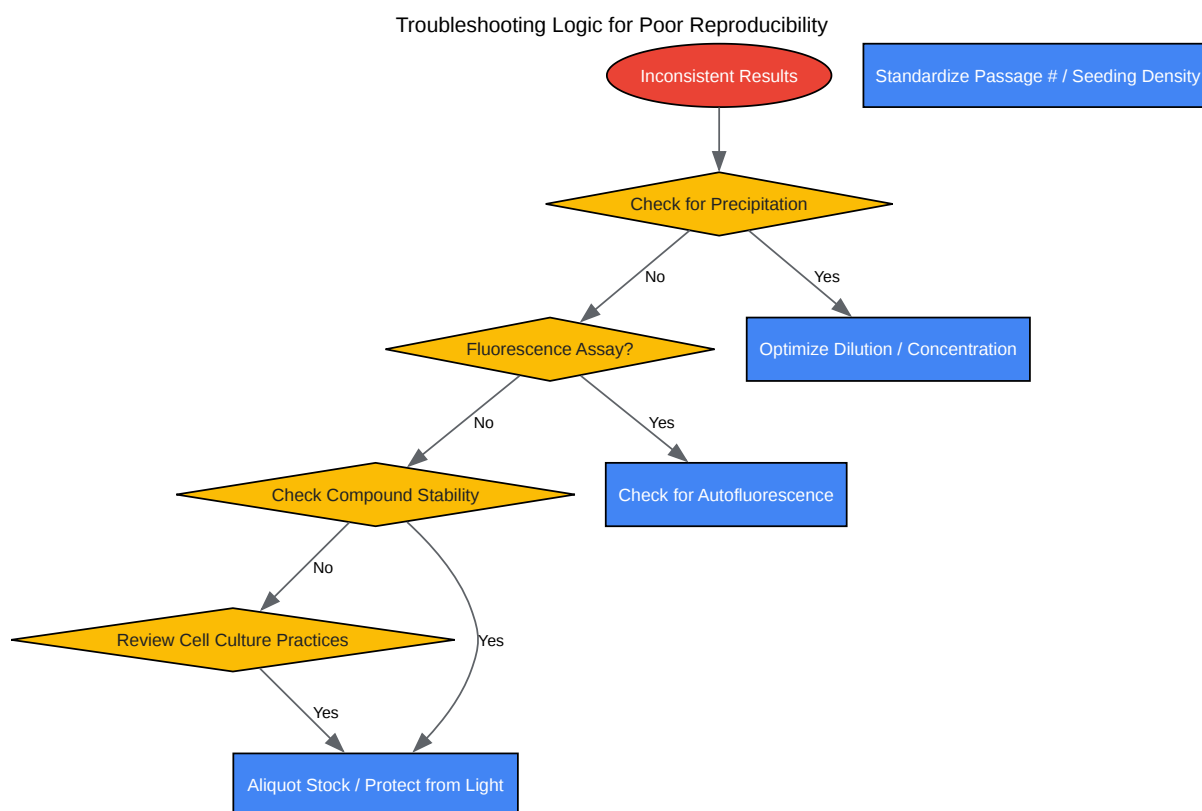 Troubleshooting Logic for Poor Reproducibility
Inconsistent Results
Standardize Passage # / Seeding Density
Check for Precipitation
No
Yes
Fluorescence Assay?
Optimize Dilution / Concentration
No
Yes
Check Compound Stability
Check for Autofluorescence
No
Review Cell Culture Practices
Yes
Yes
Aliquot Stock / Protect from Light